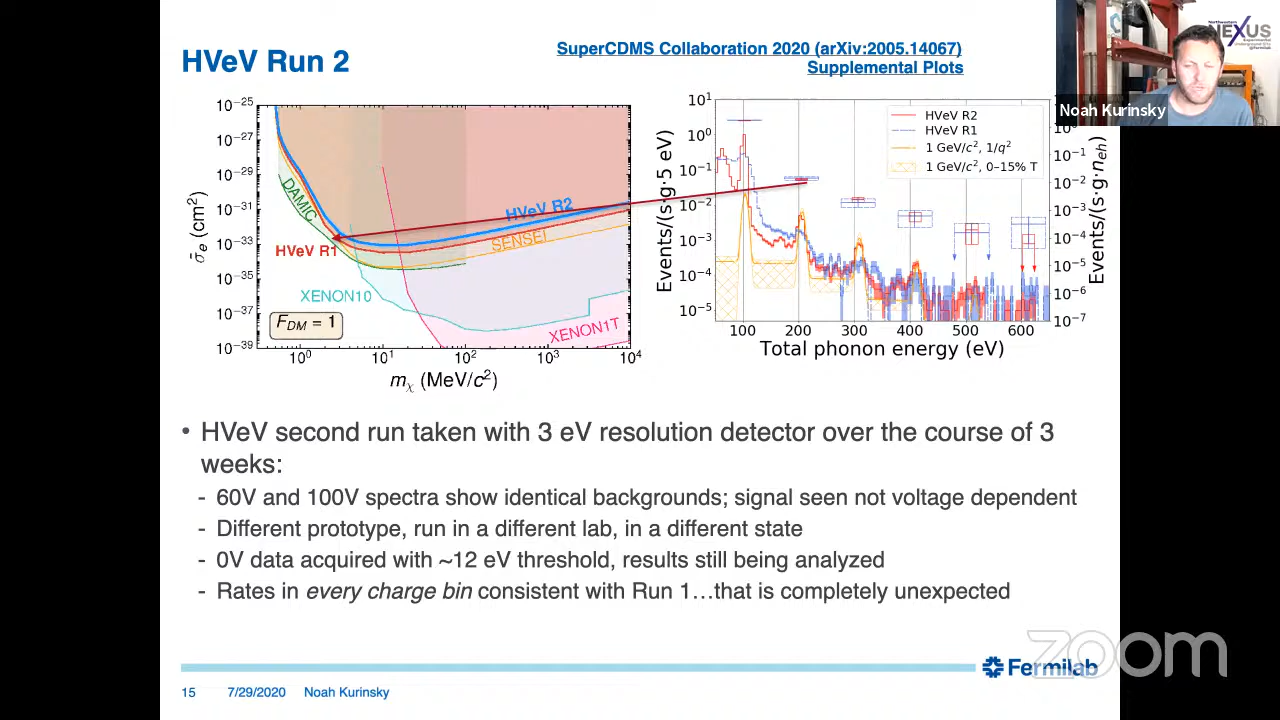 HVeV Run 2
SuperCDMS Collaboration 2020 (arXiv:2005.14067)
Supplemental Plots
NEXUS
Noah Kurinsky
10⁻²⁵
10⁻²⁷
10⁻²⁹
10⁻³¹
10⁻³³
10⁻³⁵
10⁻³⁷
10⁻³⁹
σ̄ₑ (cm²)
DAMIC
HVeV R1
HVeV R2
SENSEI
XENON10
XENON1T
F_DM = 1
10⁰ 10¹ 10² 10³ 10⁴
mχ (MeV/c²)
10¹
10⁰
10⁻¹
10⁻²
10⁻³
10⁻⁴
10⁻⁵
Events/(s·g·5 eV)
HVeV R2
HVeV R1
1 GeV/c², 1/q²
1 GeV/c², 0–15% T
10⁰
10⁻¹
10⁻²
10⁻³
10⁻⁴
10⁻⁵
10⁻⁶
10⁻⁷
Events/(s·g·nₑₕ)
100 200 300 400 500 600
Total phonon energy (eV)
• HVeV second run taken with 3 eV resolution detector over the course of 3
weeks:
- 60V and 100V spectra show identical backgrounds; signal seen not voltage dependent
- Different prototype, run in a different lab, in a different state
- 0V data acquired with ~12 eV threshold, results still being analyzed
- Rates in every charge bin consistent with Run 1…that is completely unexpected
Fermilab
zoom
15 7/29/2020 Noah Kurinsky